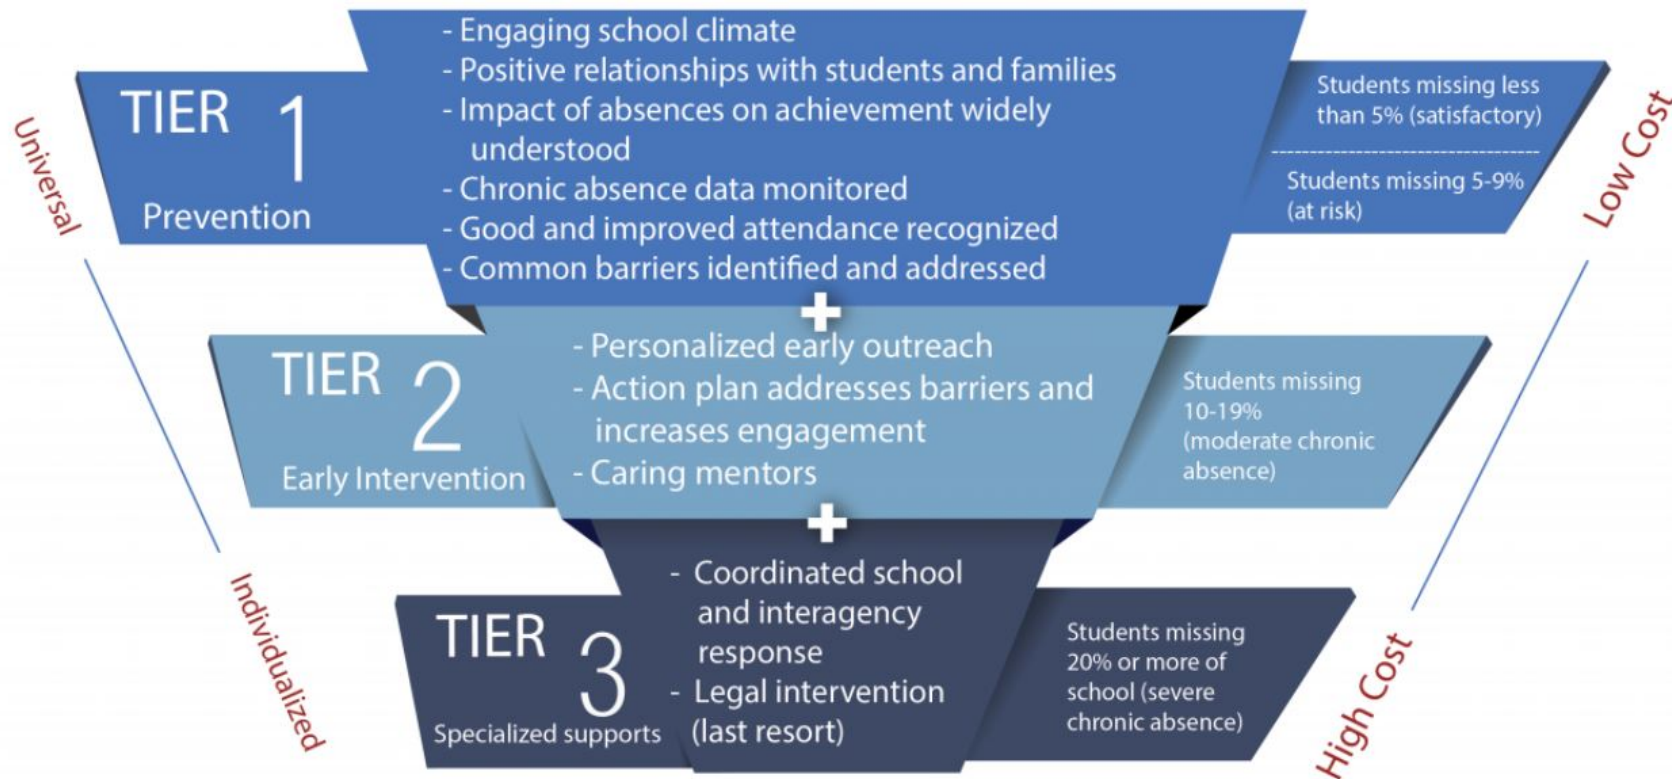 Universal
TIER 1
Prevention
- Engaging school climate
- Positive relationships with students and families
- Impact of absences on achievement widely
understood
- Chronic absence data monitored
- Good and improved attendance recognized
- Common barriers identified and addressed
Students missing less
than 5% (satisfactory)
Students missing 5-9%
(at risk)
Low Cost
+
TIER 2
Early Intervention
- Personalized early outreach
- Action plan addresses barriers and
increases engagement
- Caring mentors
Students missing
10-19%
(moderate chronic
absence)
+
Individualized
TIER 3
Specialized supports
- Coordinated school
and interagency
response
- Legal intervention
(last resort)
Students missing
20% or more of
school (severe
chronic absence)
High Cost